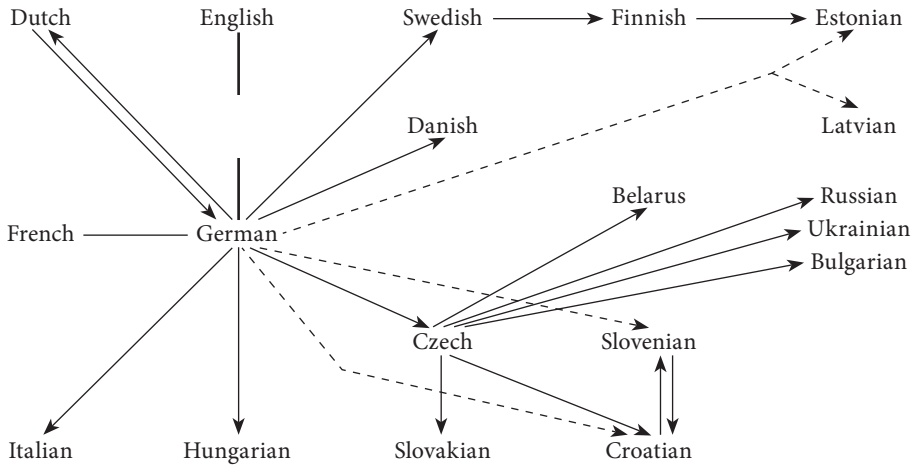 Dutch English Swedish Finnish Estonian
Danish Latvian
Belarus Russian
French German Ukrainian
Bulgarian
Czech Slovenian
Italian Hungarian Slovakian Croatian